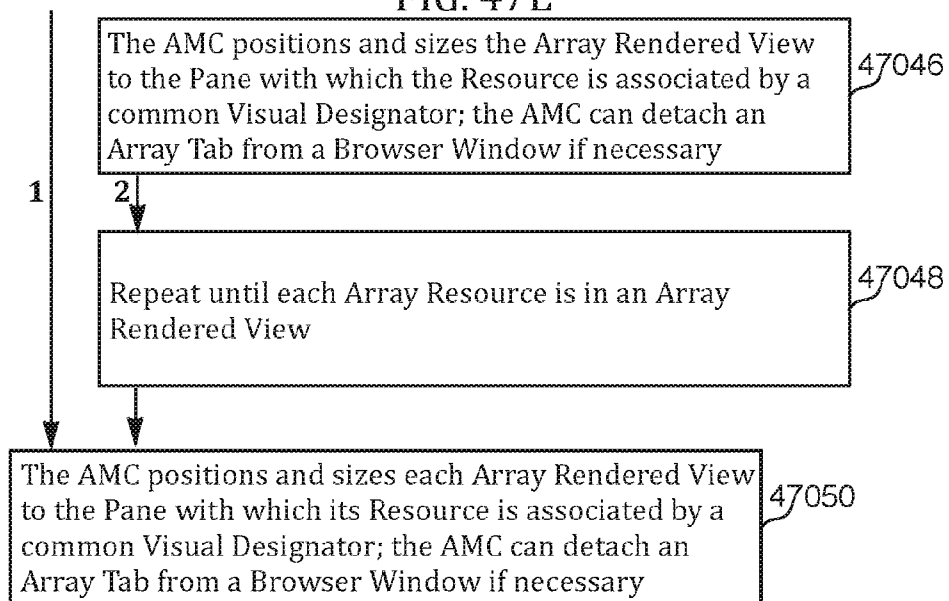 FIG. 47E
The AMC positions and sizes the Array Rendered View
to the Pane with which the Resource is associated by a
common Visual Designator; the AMC can detach an
Array Tab from a Browser Window if necessary
47046
1
2
Repeat until each Array Resource is in an Array
Rendered View
47048
The AMC positions and sizes each Array Rendered View
to the Pane with which its Resource is associated by a
common Visual Designator; the AMC can detach an
Array Tab from a Browser Window if necessary
47050